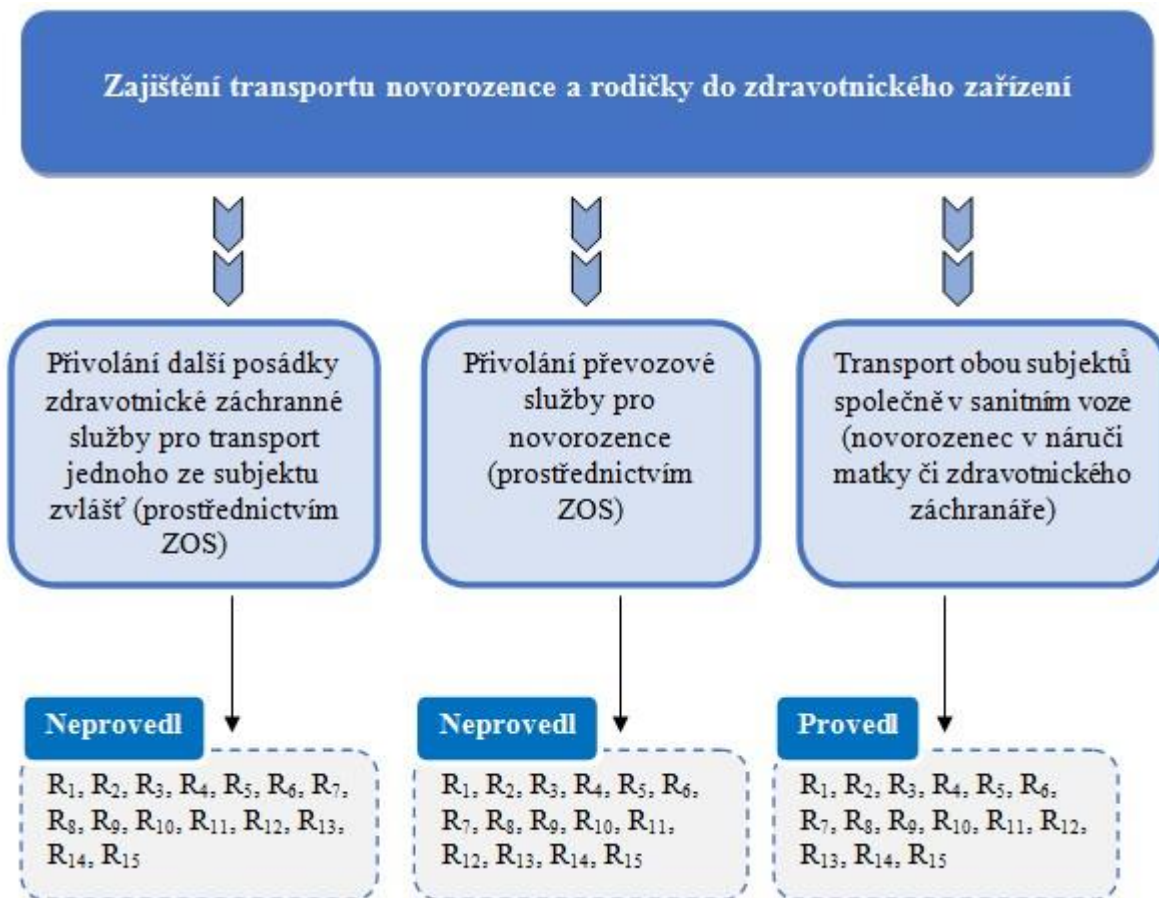 Zajištění transportu novorozence a rodičky do zdravotnického zařízení
Přivolání další posádky
zdravotnické záchranné
služby pro transport
jednoho ze subjektu
zvlášť (prostřednictvím
ZOS)
Přivolání převozové
služby pro
novorozence
(prostřednictvím
ZOS)
Transport obou subjektů
společně v sanitním voze
(novorozenec v náruči
matky či zdravotnického
záchranáře)
Neprovedl
R₁, R₂, R₃, R₄, R₅, R₆, R₇,
R₈, R₉, R₁₀, R₁₁, R₁₂, R₁₃,
R₁₄, R₁₅
Neprovedl
R₁, R₂, R₃, R₄, R₅, R₆,
R₇, R₈, R₉, R₁₀, R₁₁,
R₁₂, R₁₃, R₁₄, R₁₅
Provedl
R₁, R₂, R₃, R₄, R₅, R₆,
R₇, R₈, R₉, R₁₀, R₁₁, R₁₂,
R₁₃, R₁₄, R₁₅